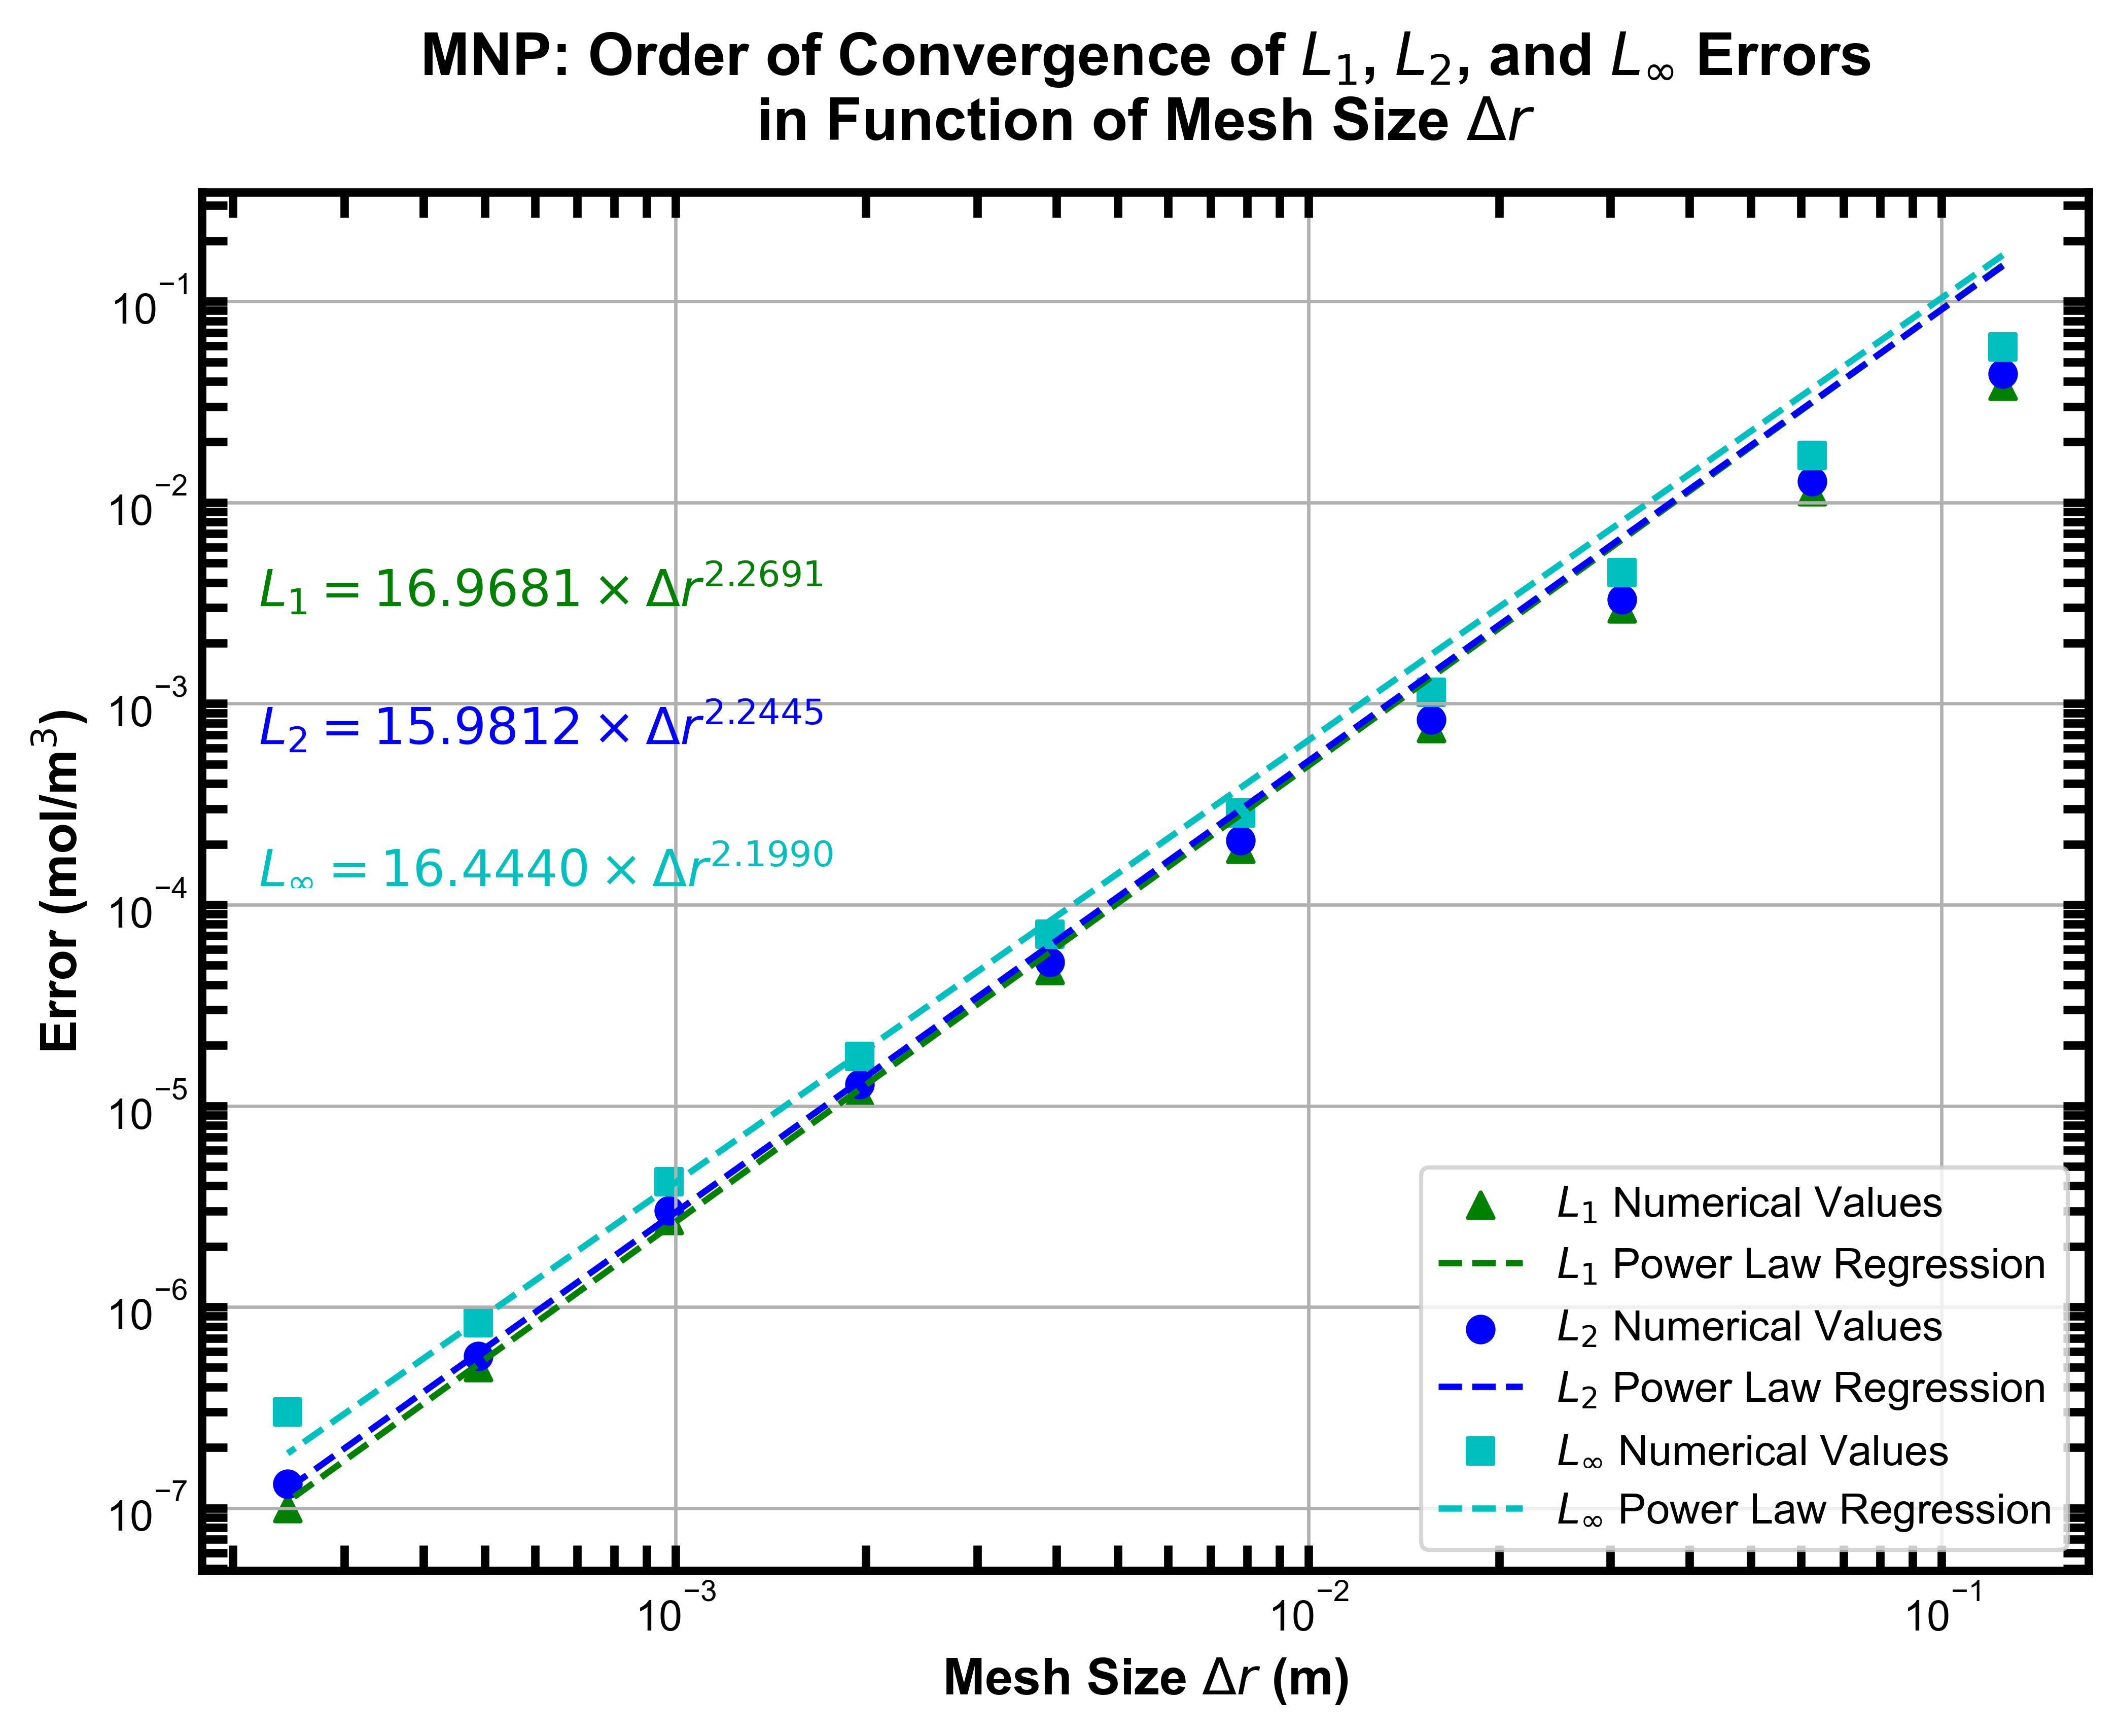 MNP: Order of Convergence of L₁, L₂, and L∞ Errors
in Function of Mesh Size Δr
Error (mol/m³)
10⁻¹
10⁻²
10⁻³
10⁻⁴
10⁻⁵
10⁻⁶
10⁻⁷
L₁ = 16.9681 × Δr^2.2691
L₂ = 15.9812 × Δr^2.2445
L∞ = 16.4440 × Δr^2.1990
L₁ Numerical Values
L₁ Power Law Regression
L₂ Numerical Values
L₂ Power Law Regression
L∞ Numerical Values
L∞ Power Law Regression
10⁻³ 10⁻² 10⁻¹
Mesh Size Δr (m)